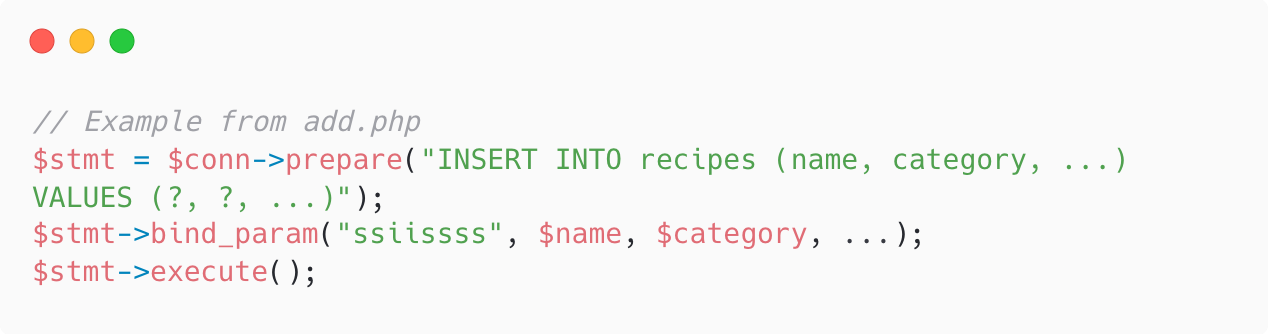 // Example from add.php
$stmt = $conn->prepare("INSERT INTO recipes (name, category, ...)
VALUES (?, ?, ...)");
$stmt->bind_param("ssiissss", $name, $category, ...);
$stmt->execute();